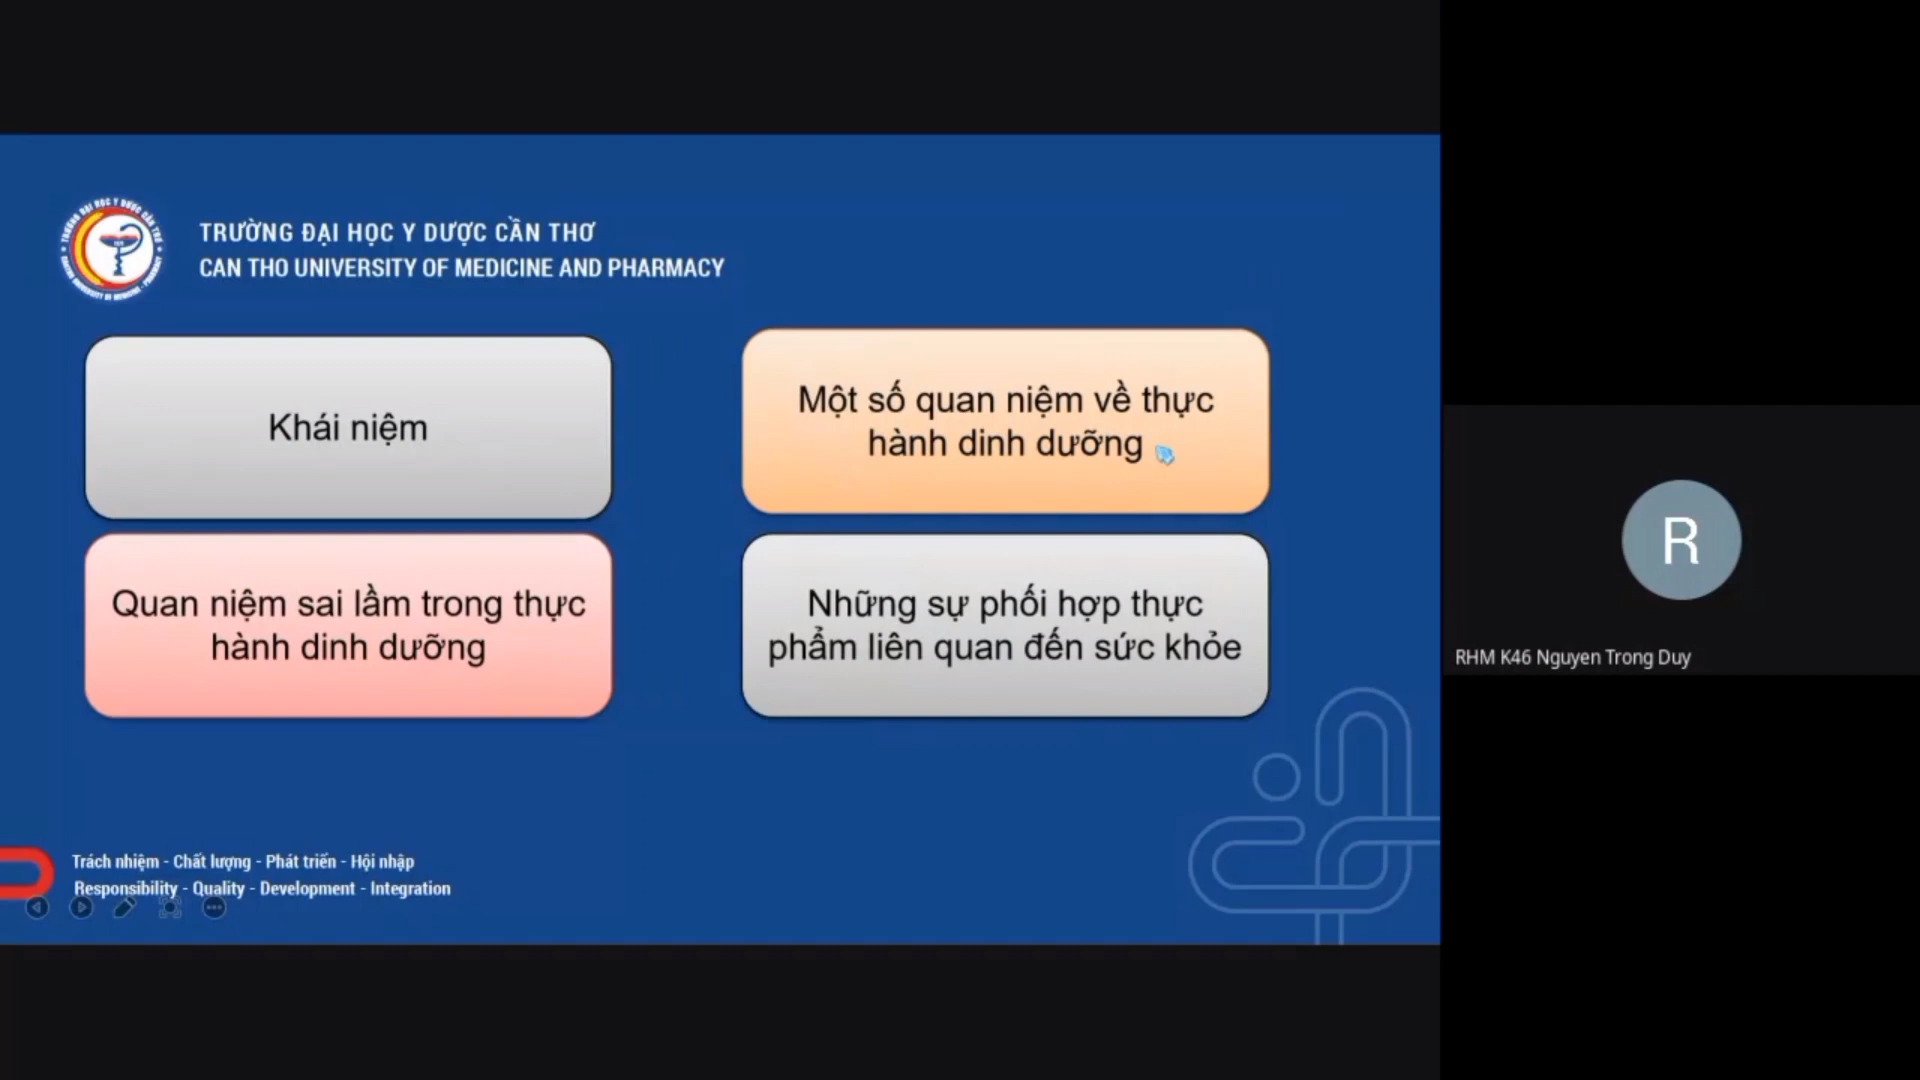 TRƯỜNG ĐẠI HỌC Y DƯỢC CẦN THƠ
CAN THO UNIVERSITY OF MEDICINE AND PHARMACY
Khái niệm
Một số quan niệm về thực
hành dinh dưỡng
Quan niệm sai lầm trong thực
hành dinh dưỡng
Những sự phối hợp thực
phẩm liên quan đến sức khỏe
Trách nhiệm - Chất lượng - Phát triển - Hội nhập
Responsibility - Quality - Development - Integration
R
RHM K46 Nguyen Trong Duy